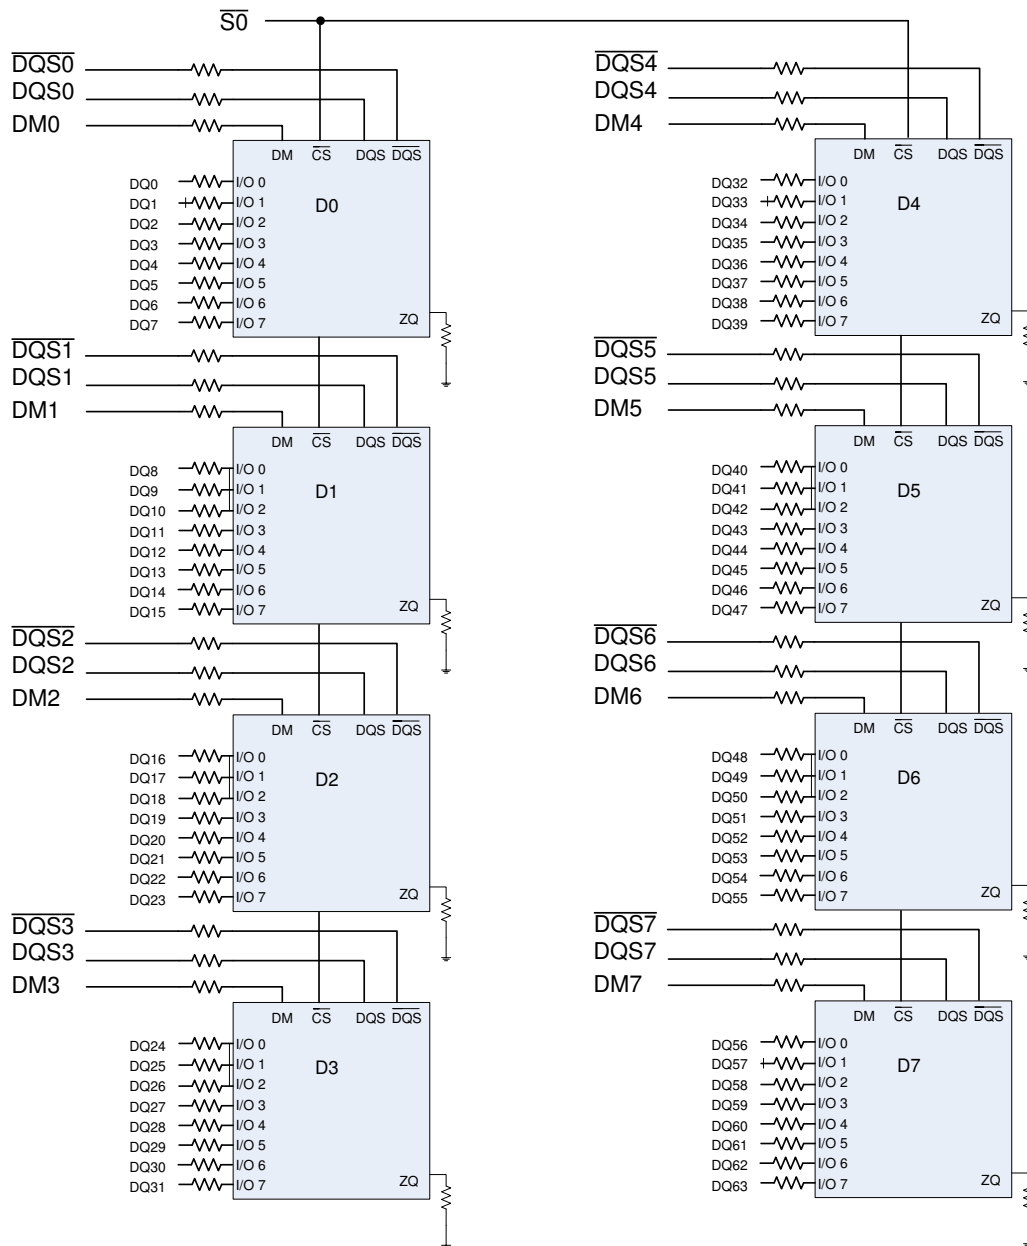 S0
DQS0
DQS0
DM0
DM CS DQS DQS
DQ0 I/O 0
DQ1 I/O 1
D0
DQ2 I/O 2
DQ3 I/O 3
DQ4 I/O 4
DQ5 I/O 5
DQ6 I/O 6
DQ7 I/O 7
ZQ
DQS1
DQS1
DM1
DM CS DQS DQS
DQ8 I/O 0
DQ9 I/O 1
D1
DQ10 I/O 2
DQ11 I/O 3
DQ12 I/O 4
DQ13 I/O 5
DQ14 I/O 6
DQ15 I/O 7
ZQ
DQS2
DQS2
DM2
DM CS DQS DQS
DQ16 I/O 0
DQ17 I/O 1
D2
DQ18 I/O 2
DQ19 I/O 3
DQ20 I/O 4
DQ21 I/O 5
DQ22 I/O 6
DQ23 I/O 7
ZQ
DQS3
DQS3
DM3
DM CS DQS DQS
DQ24 I/O 0
DQ25 I/O 1
D3
DQ26 I/O 2
DQ27 I/O 3
DQ28 I/O 4
DQ29 I/O 5
DQ30 I/O 6
DQ31 I/O 7
ZQ
DQS4
DQS4
DM4
DM CS DQS DQS
DQ32 I/O 0
DQ33 I/O 1
D4
DQ34 I/O 2
DQ35 I/O 3
DQ36 I/O 4
DQ37 I/O 5
DQ38 I/O 6
DQ39 I/O 7
ZQ
DQS5
DQS5
DM5
DM CS DQS DQS
DQ40 I/O 0
DQ41 I/O 1
D5
DQ42 I/O 2
DQ43 I/O 3
DQ44 I/O 4
DQ45 I/O 5
DQ46 I/O 6
DQ47 I/O 7
ZQ
DQS6
DQS6
DM6
DM CS DQS DQS
DQ48 I/O 0
DQ49 I/O 1
D6
DQ50 I/O 2
DQ51 I/O 3
DQ52 I/O 4
DQ53 I/O 5
DQ54 I/O 6
DQ55 I/O 7
ZQ
DQS7
DQS7
DM7
DM CS DQS DQS
DQ56 I/O 0
DQ57 I/O 1
D7
DQ58 I/O 2
DQ59 I/O 3
DQ60 I/O 4
DQ61 I/O 5
DQ62 I/O 6
DQ63 I/O 7
ZQ